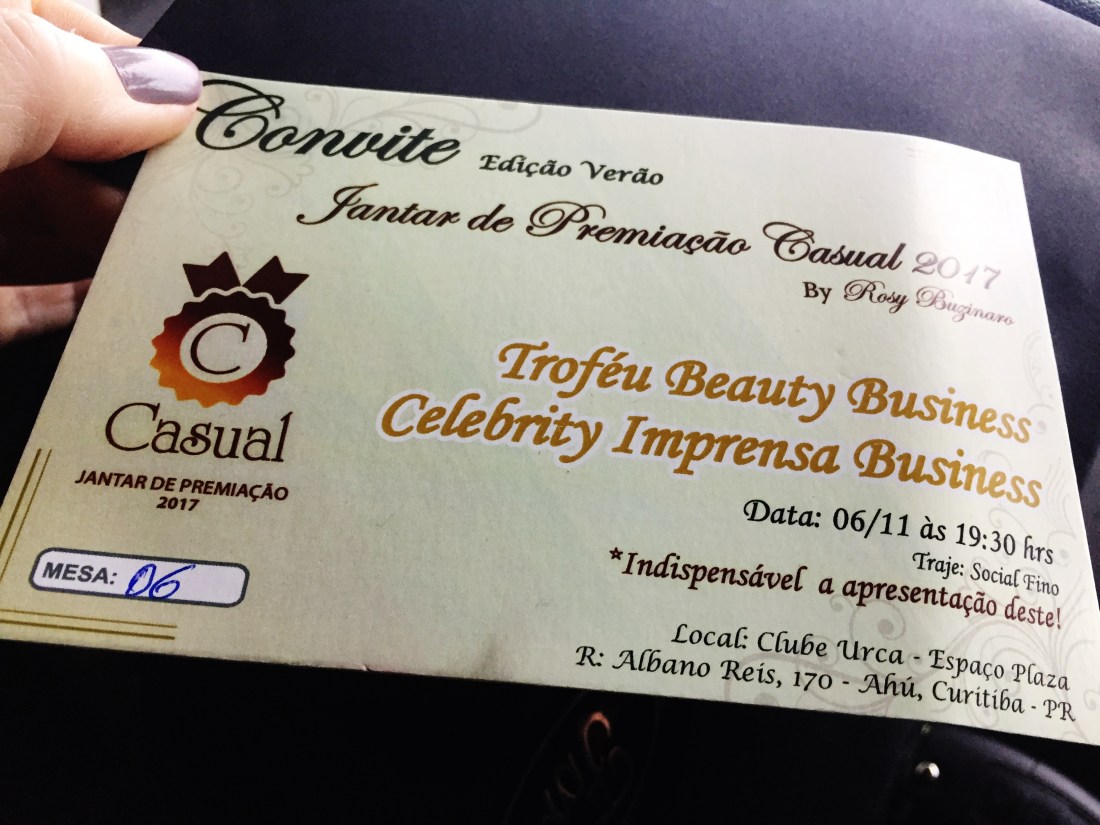 Convite Edição Verão
Jantar de Premiação Casual 2017
By Rosy Buzinaro
C
Casual
JANTAR DE PREMIAÇÃO
2017
Troféu Beauty Business
Celebrity Imprensa Business
Data: 06/11 às 19:30 hrs
Traje: Social Fino
*Indispensável a apresentação deste!
MESA: 06
Local: Clube Urca - Espaço Plaza
R: Albano Reis, 170 - Ahú, Curitiba - PR